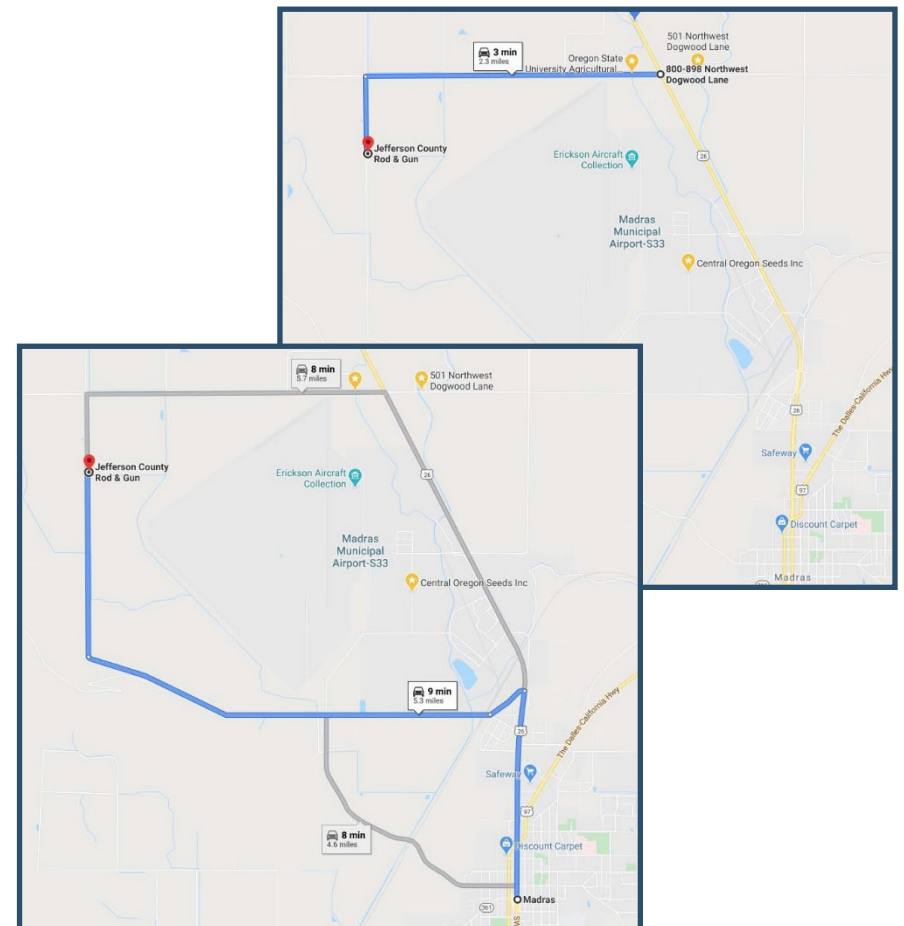 3 min
2.3 miles
Oregon State
University Agricultural...
501 Northwest
Dogwood Lane
800-898 Northwest
Dogwood Lane
Jefferson County
Rod & Gun
26
Erickson Aircraft
Collection
Madras
Municipal
Airport-S33
Central Oregon Seeds Inc
26
The Dalles-California Hwy
Safeway
97
Discount Carpet
Madras
8 min
5.7 miles
501 Northwest
Dogwood Lane
Jefferson County
Rod & Gun
26
Erickson Aircraft
Collection
Madras
Municipal
Airport-S33
Central Oregon Seeds Inc
9 min
5.3 miles
26
The Dalles-California Hwy
Safeway
97
8 min
4.6 miles
Discount Carpet
Madras
361
SW